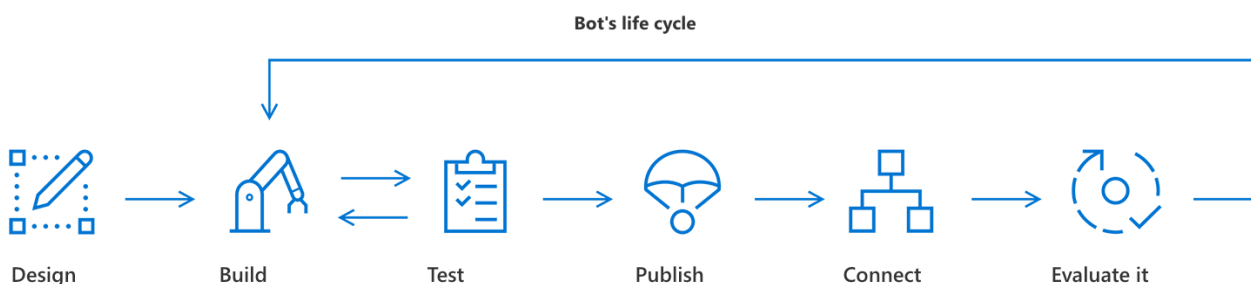 Bot's life cycle
Design
Build
Test
Publish
Connect
Evaluate it